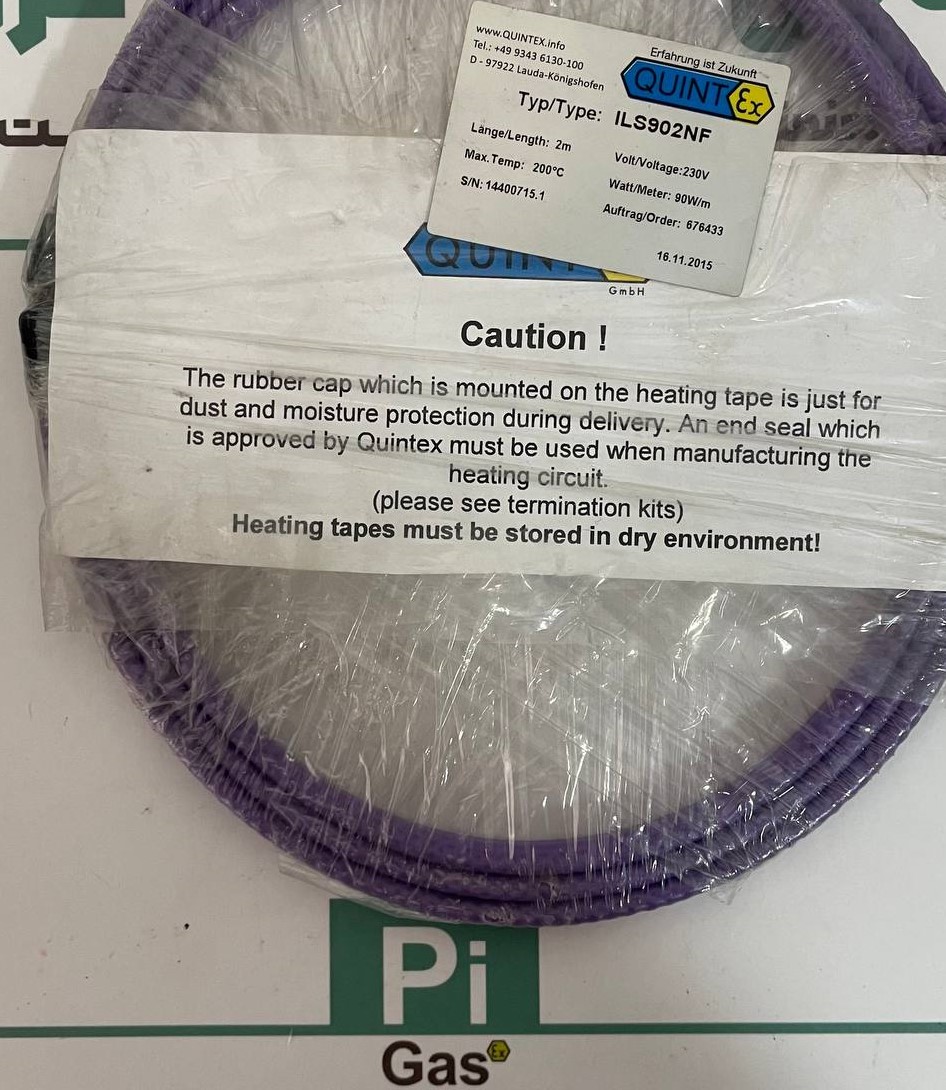 www.QUINTEX.info
Tel.: +49 9343 6130-100
D - 97922 Lauda-Königshofen
Erfahrung ist Zukunft
QUINTEx
Typ/Type: ILS902NF
Länge/Length: 2m
Max.Temp: 200°C
S/N: 14400715.1
Volt/Voltage:230V
Watt/Meter: 90W/m
Auftrag/Order: 676433
16.11.2015
QUINT
GmbH
Caution !
The rubber cap which is mounted on the heating tape is just for
dust and moisture protection during delivery. An end seal which
is approved by Quintex must be used when manufacturing the
heating circuit.
(please see termination kits)
Heating tapes must be stored in dry environment!
Pi
Gas Ex